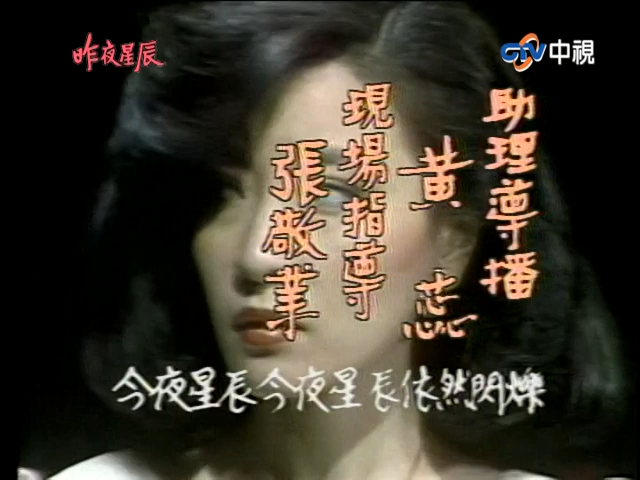 昨夜星辰
CTV中視
助理導播
黃蕊
現場指導
張敬業
今夜星辰今夜星辰依然閃爍